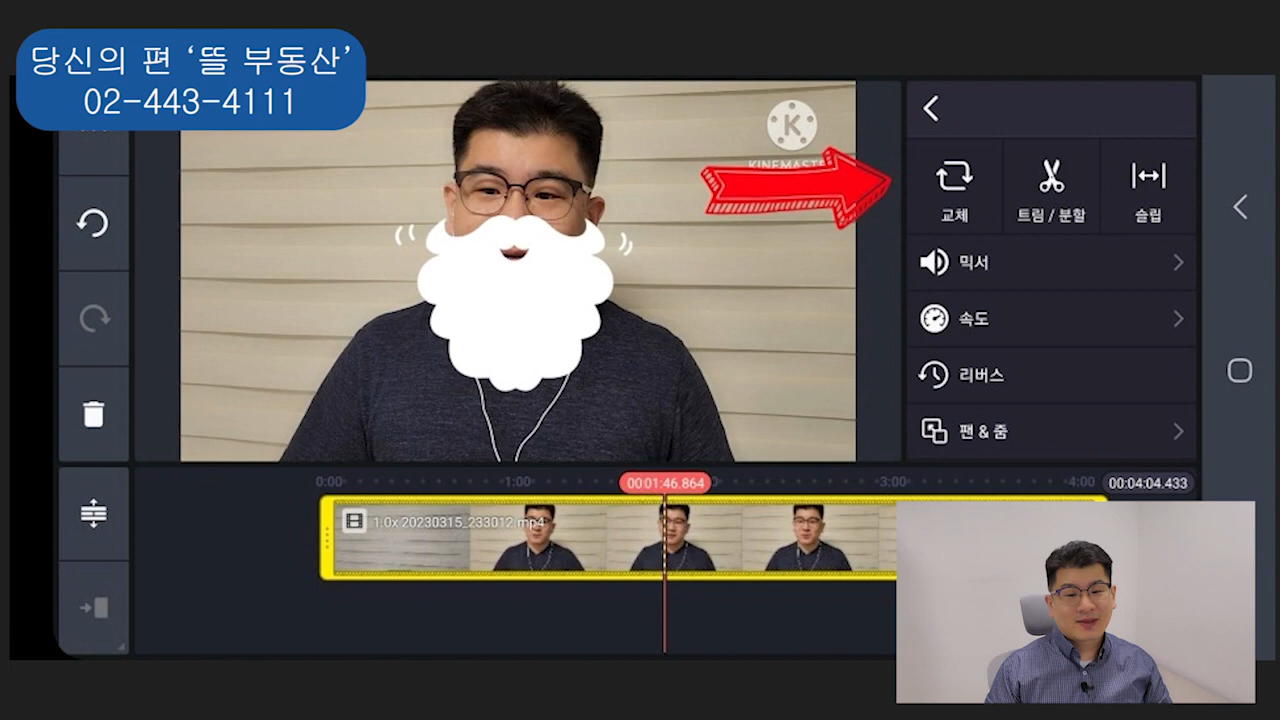 당신의 편 ‘뜰 부동산’
02-443-4111
KINEMASTE
교체
트림 / 분할
슬립
믹서
속도
리버스
팬 & 줌
0:00
1:00
00:01:46.864
3:00
4:00
00:04:04.433
1.0x 20230315_233012.mp4